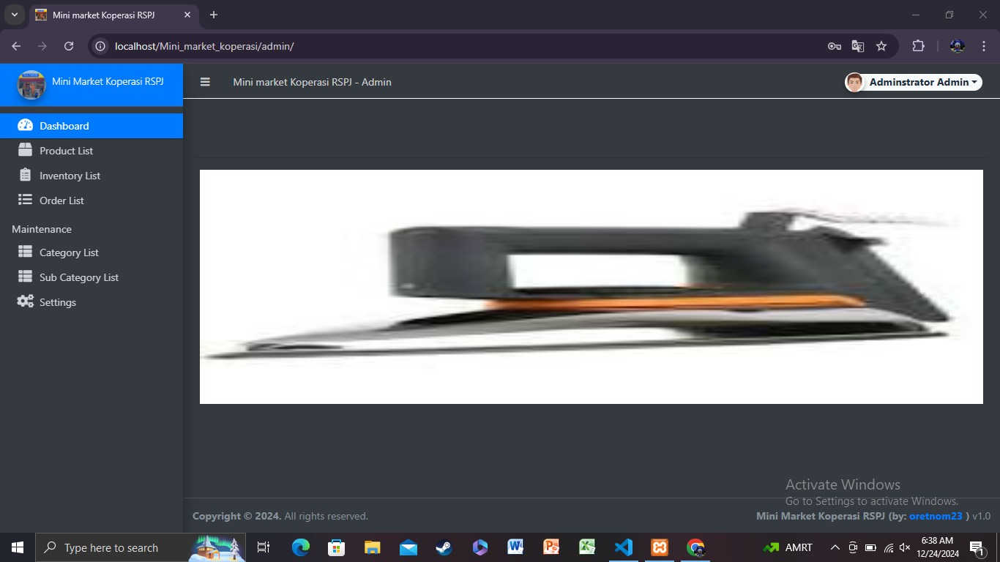 Mini market Koperasi RSPJ
localhost/Mini_market_koperasi/admin/
Mini Market Koperasi RSPJ
Mini market Koperasi RSPJ - Admin
Adminstrator Admin
Dashboard
Product List
Inventory List
Order List
Maintenance
Category List
Sub Category List
Settings
Activate Windows
Go to Settings to activate Windows.
Copyright © 2024. All rights reserved.
Mini Market Koperasi RSPJ (by: oretnom23 ) v1.0
Type here to search
AMRT
6:38 AM
12/24/2024
1